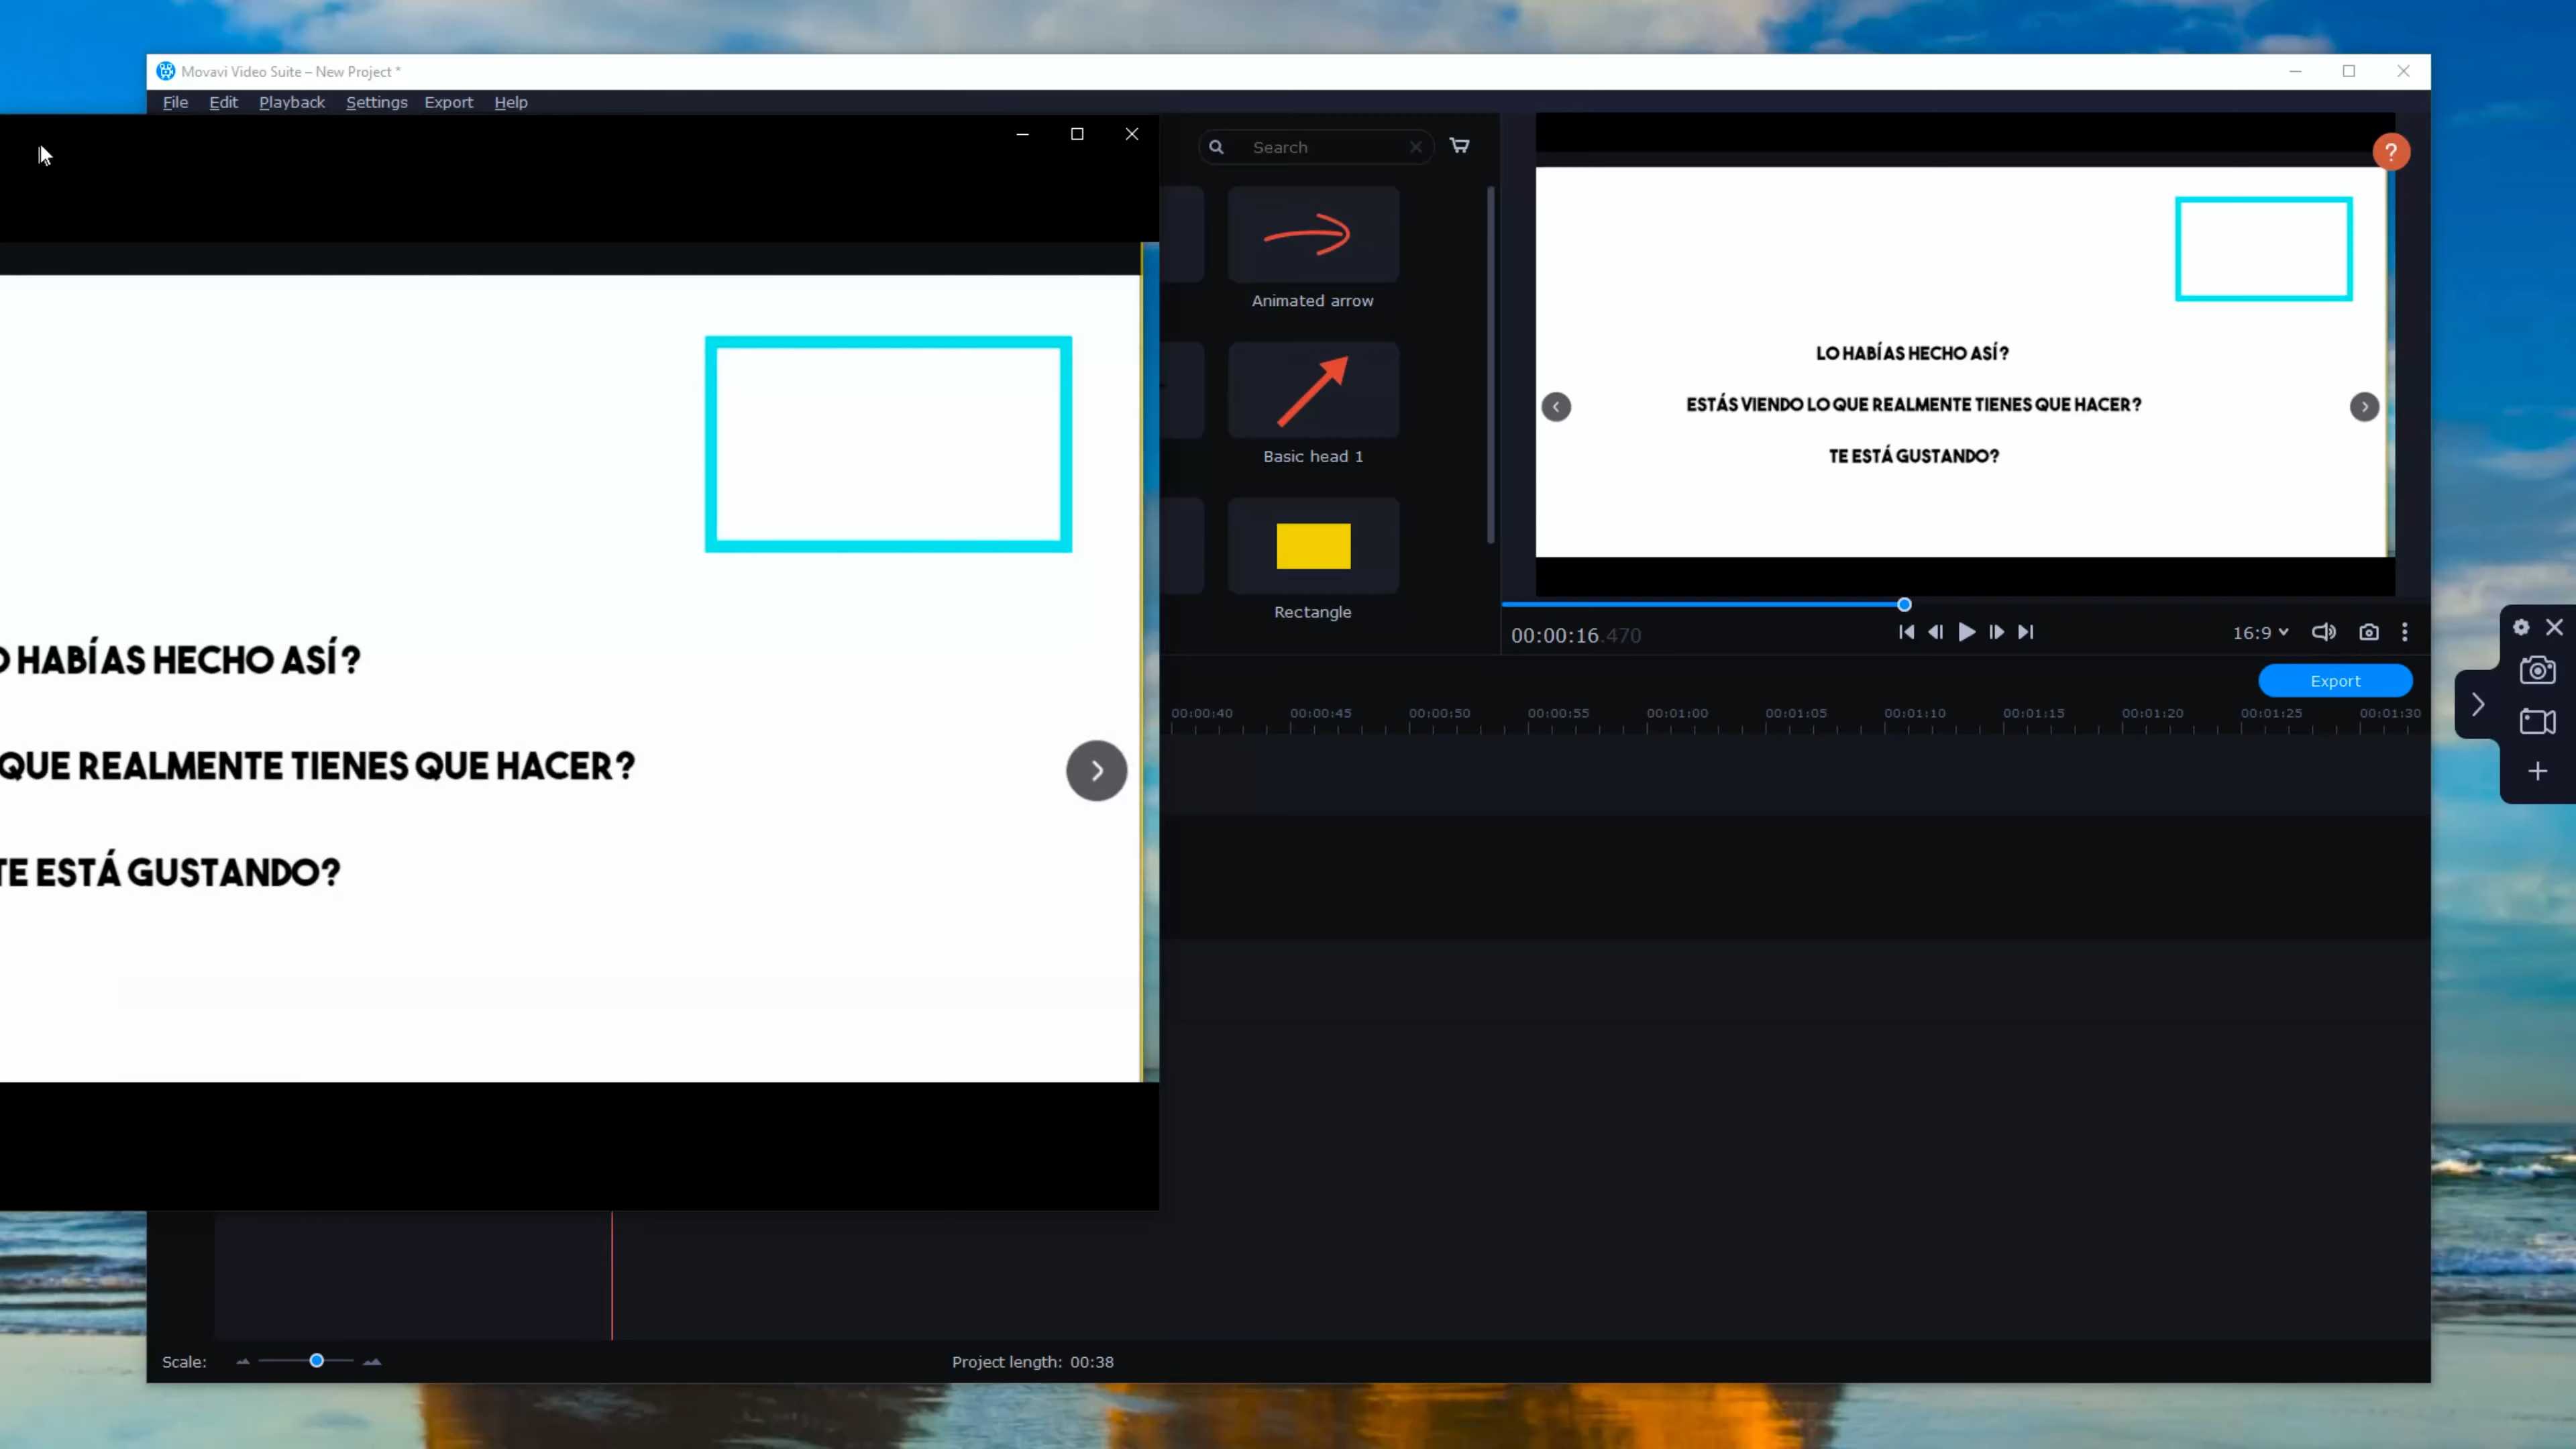 Movavi Video Suite – New Project *
File Edit Playback Settings Export Help
Search
Animated arrow
Basic head 1
Rectangle
LO HABÍAS HECHO ASÍ?
ESTÁS VIENDO LO QUE REALMENTE TIENES QUE HACER?
TE ESTÁ GUSTANDO?
?
00:00:16.470
16:9
Export
00:00:40 00:00:45 00:00:50 00:00:55 00:01:00 00:01:05 00:01:10 00:01:15 00:01:20 00:01:25 00:01:30
O HABÍAS HECHO ASÍ?
QUE REALMENTE TIENES QUE HACER?
TE ESTÁ GUSTANDO?
Scale:
Project length: 00:38